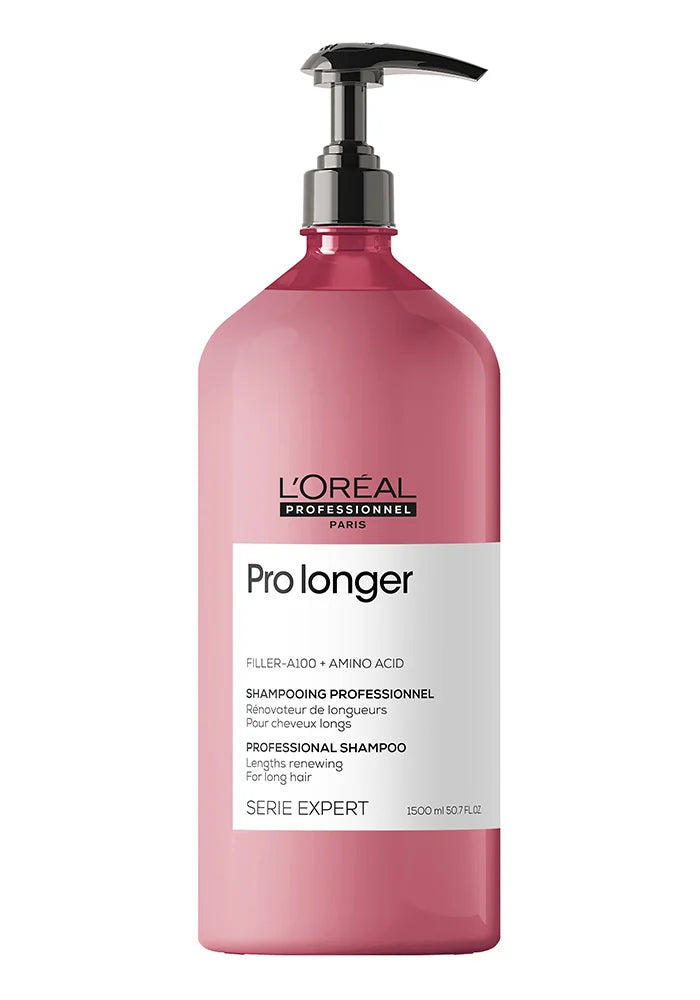 L'ORÉAL
PROFESSIONNEL
PARIS
Pro longer
FILLER-A100 + AMINO ACID
SHAMPOOING PROFESSIONNEL
Rénovateur de longueurs
Pour cheveux longs
PROFESSIONAL SHAMPOO
Lengths renewing
For long hair
SERIE EXPERT 1500 ml 50.7 FL.OZ.